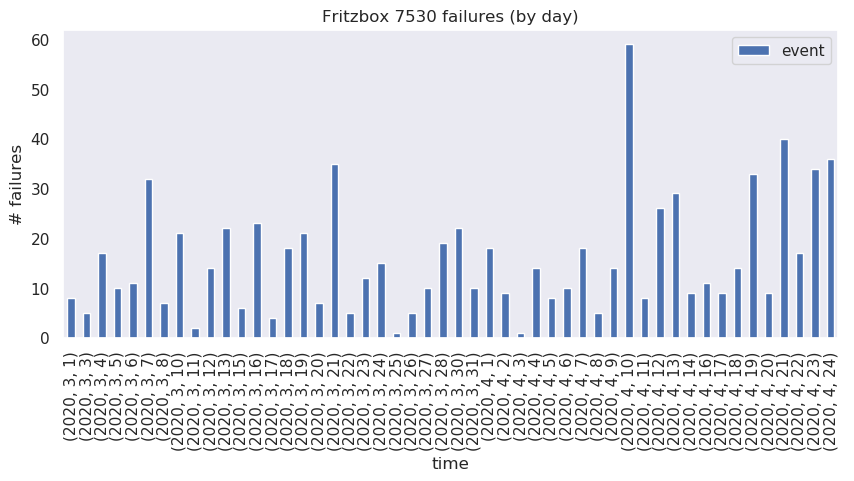 Fritzbox 7530 failures (by day)
event
# failures
60
50
40
30
20
10
0
(2020, 3, 1)
(2020, 3, 3)
(2020, 3, 4)
(2020, 3, 5)
(2020, 3, 6)
(2020, 3, 7)
(2020, 3, 8)
(2020, 3, 10)
(2020, 3, 11)
(2020, 3, 12)
(2020, 3, 13)
(2020, 3, 15)
(2020, 3, 16)
(2020, 3, 17)
(2020, 3, 18)
(2020, 3, 19)
(2020, 3, 20)
(2020, 3, 21)
(2020, 3, 22)
(2020, 3, 23)
(2020, 3, 24)
(2020, 3, 25)
(2020, 3, 26)
(2020, 3, 27)
(2020, 3, 28)
(2020, 3, 30)
(2020, 3, 31)
(2020, 4, 1)
(2020, 4, 2)
(2020, 4, 3)
(2020, 4, 4)
(2020, 4, 5)
(2020, 4, 6)
(2020, 4, 7)
(2020, 4, 8)
(2020, 4, 9)
(2020, 4, 10)
(2020, 4, 11)
(2020, 4, 12)
(2020, 4, 13)
(2020, 4, 14)
(2020, 4, 16)
(2020, 4, 17)
(2020, 4, 18)
(2020, 4, 19)
(2020, 4, 20)
(2020, 4, 21)
(2020, 4, 22)
(2020, 4, 23)
(2020, 4, 24)
time